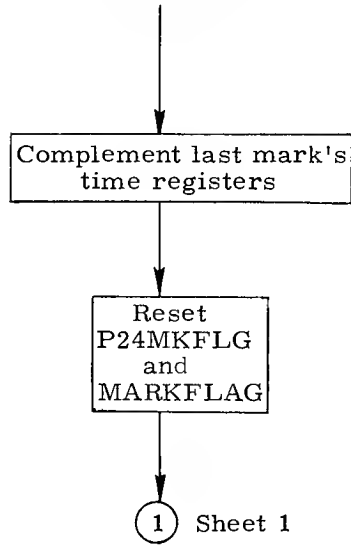 Complement last mark's
time registers
Reset
P24MKFLG
and
MARKFLAG
1 Sheet 1